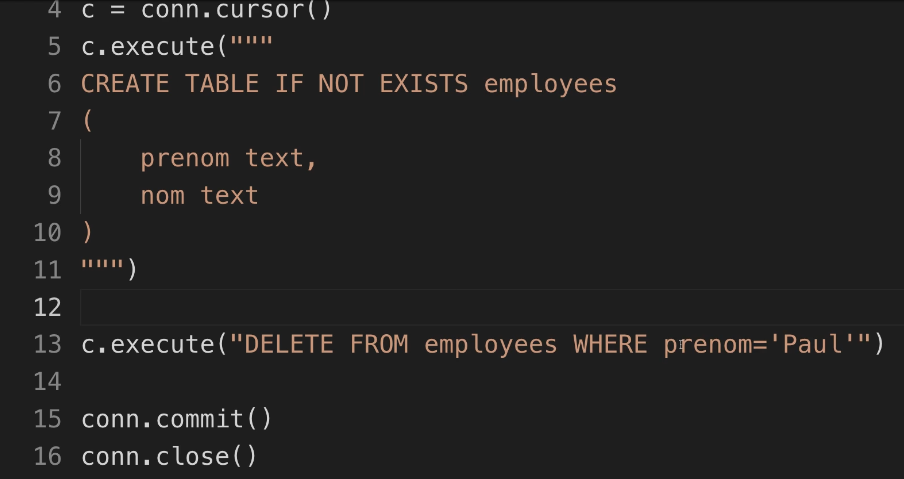 4 c = conn.cursor()
5 c.execute("""
6 CREATE TABLE IF NOT EXISTS employees
7 (
8     prenom text,
9     nom text
10 )
11 """)
12
13 c.execute("DELETE FROM employees WHERE prenom='Paul'")
14
15 conn.commit()
16 conn.close()